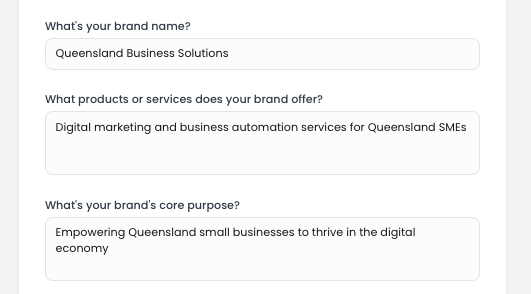 What's your brand name?
Queensland Business Solutions
What products or services does your brand offer?
Digital marketing and business automation services for Queensland SMEs
What's your brand's core purpose?
Empowering Queensland small businesses to thrive in the digital
economy